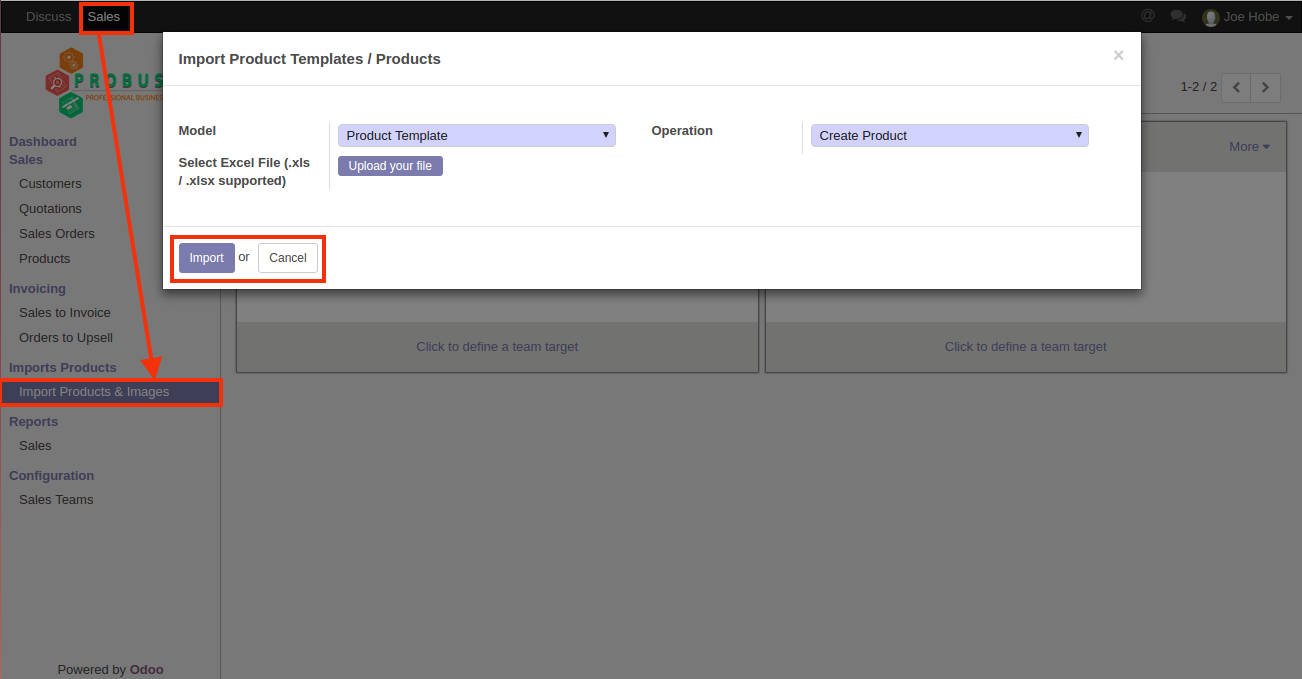 Discuss Sales
@ Joe Hobe
Import Product Templates / Products ×
PROBUS
PROFESSIONAL BUSINES
1-2 / 2
Model Product Template Operation Create Product
Select Excel File (.xls
/ .xlsx supported) Upload your file
Import or Cancel
More
Dashboard
Sales
Customers
Quotations
Sales Orders
Products
Invoicing
Sales to Invoice
Orders to Upsell
Imports Products
Import Products & Images
Reports
Sales
Configuration
Sales Teams
Click to define a team target Click to define a team target
Powered by Odoo